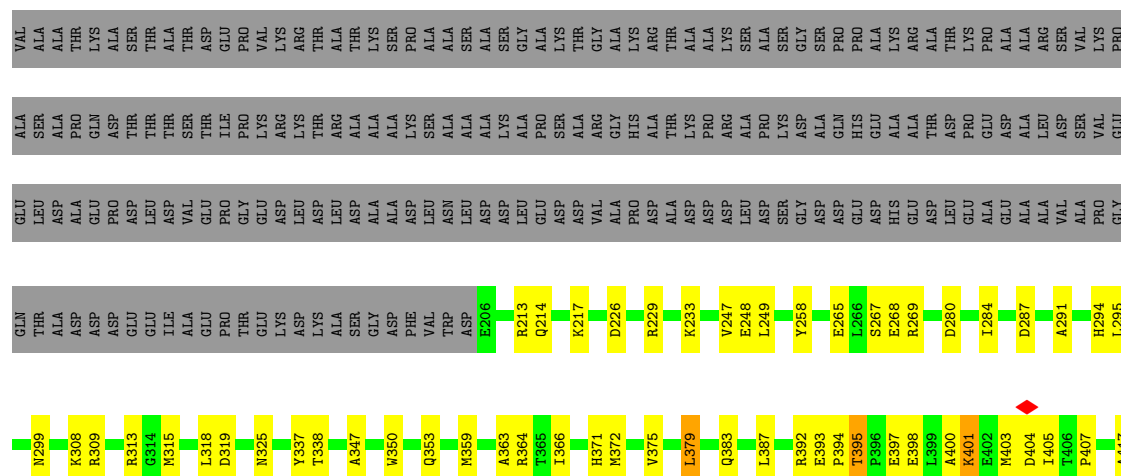 VAL ALA ALA THR LYS ALA SER THR ALA THR ASP GLU PRO VAL LYS ARG THR ALA THR LYS SER PRO ALA ALA SER ALA SER GLY ALA LYS THR GLY ALA LYS ARG THR ALA ALA LYS SER ALA SER GLY SER PRO PRO ALA LYS ARG ALA THR LYS PRO ALA ALA ARG SER VAL LYS PRO
ALA SER ALA PRO GLN ASP THR THR THR SER THR ILE PRO LYS ARG LYS THR ARG ALA ALA ALA LYS SER ALA ALA ALA LYS ALA PRO SER ALA ARG GLY HIS ALA THR LYS PRO ARG ALA PRO LYS ASP ALA GLN HIS GLU ALA ALA THR ASP PRO GLU ASP ALA LEU ASP SER VAL GLU
GLU LEU ASP ALA GLU PRO ASP LEU ASP VAL GLU PRO GLY GLU ASP LEU ASP LEU ASP ALA ALA ASP LEU ASN LEU ASP ASP LEU GLU ASP ASP VAL ALA PRO ASP ALA ASP ASP ASP LEU ASP SER GLY ASP ASP GLU ASP HIS GLU ASP LEU GLU ALA GLU ALA ALA VAL ALA PRO GLY
GLN THR ALA ASP ASP ASP GLU GLU ILE ALA GLU PRO THR GLU LYS ASP LYS ALA SER GLY ASP PHE VAL TRP ASP E206 R213 Q214 K217 D226 R229 K233 V247 E248 L249 Y258 E265 L266 S267 E268 R269 D280 I284 D287 A291 H294 L295
N299 K308 R309 R313 G314 M315 L318 D319 N325 Y337 T338 A347 W350 Q353 M359 A363 R364 T365 I366 H371 M372 V375 L379 Q383 L387 R392 E393 P394 T395 P396 E397 E398 L399 A400 K401 E402 M403 D404 I405 T406 P407 A417